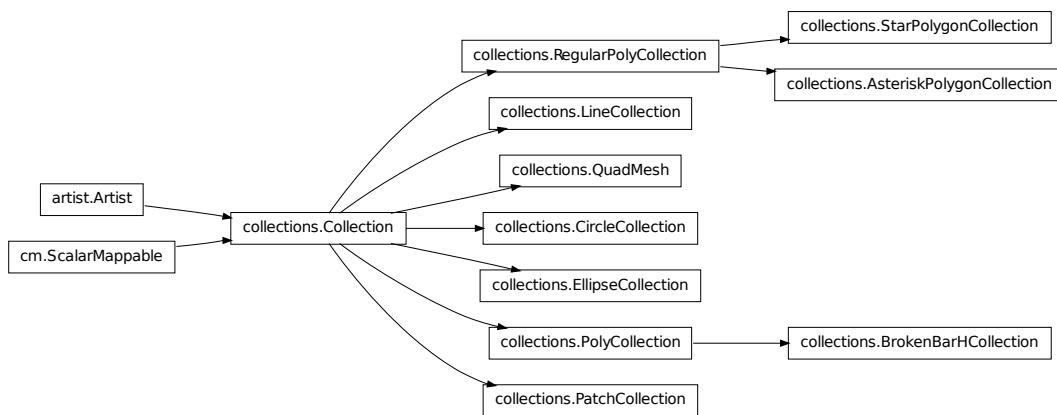 collections.StarPolygonCollection
collections.RegularPolyCollection
collections.AsteriskPolygonCollection
collections.LineCollection
collections.QuadMesh
artist.Artist
collections.Collection
collections.CircleCollection
cm.ScalarMappable
collections.EllipseCollection
collections.PolyCollection
collections.BrokenBarHCollection
collections.PatchCollection